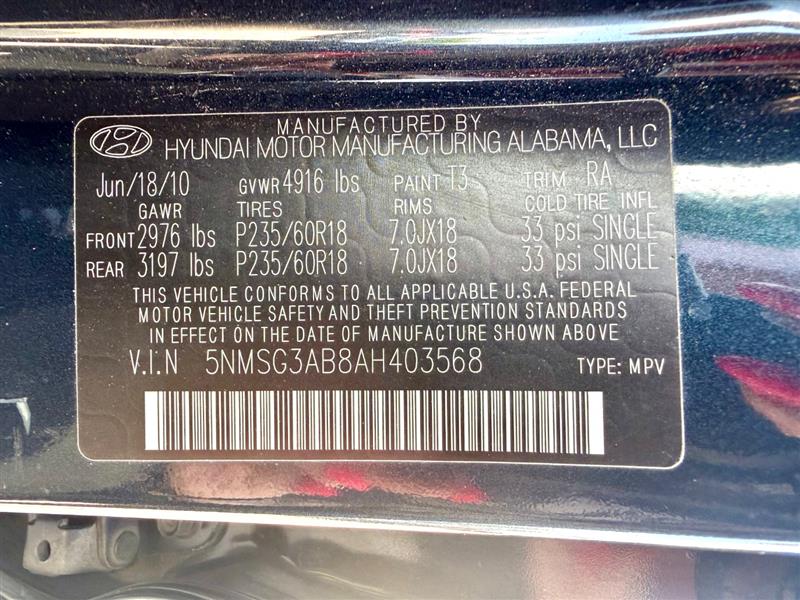 MANUFACTURED BY
HYUNDAI MOTOR MANUFACTURING ALABAMA, LLC
Jun/18/10 GVWR 4916 lbs PAINT T3 TRIM RA
GAWR TIRES RIMS COLD TIRE INFL
FRONT 2976 lbs P235/60R18 7.0JX18 33 psi SINGLE
REAR 3197 lbs P235/60R18 7.0JX18 33 psi SINGLE
THIS VEHICLE CONFORMS TO ALL APPLICABLE U.S.A. FEDERAL
MOTOR VEHICLE SAFETY AND THEFT PREVENTION STANDARDS
IN EFFECT ON THE DATE OF MANUFACTURE SHOWN ABOVE
V.I.N 5NMSG3AB8AH403568 TYPE: MPV